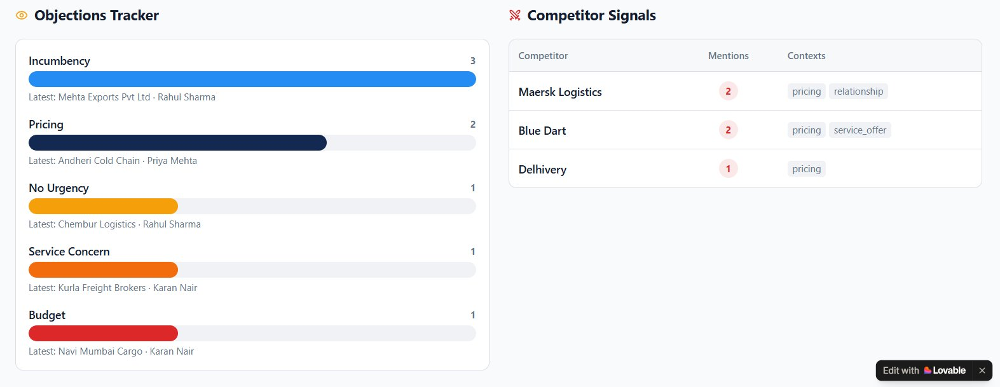 Objections Tracker
Incumbency 3
Latest: Mehta Exports Pvt Ltd · Rahul Sharma
Pricing 2
Latest: Andheri Cold Chain · Priya Mehta
No Urgency 1
Latest: Chembur Logistics · Rahul Sharma
Service Concern 1
Latest: Kurla Freight Brokers · Karan Nair
Budget 1
Latest: Navi Mumbai Cargo · Karan Nair
Competitor Signals
Competitor Mentions Contexts
Maersk Logistics 2 pricing relationship
Blue Dart 2 pricing service_offer
Delhivery 1 pricing
Edit with Lovable ×